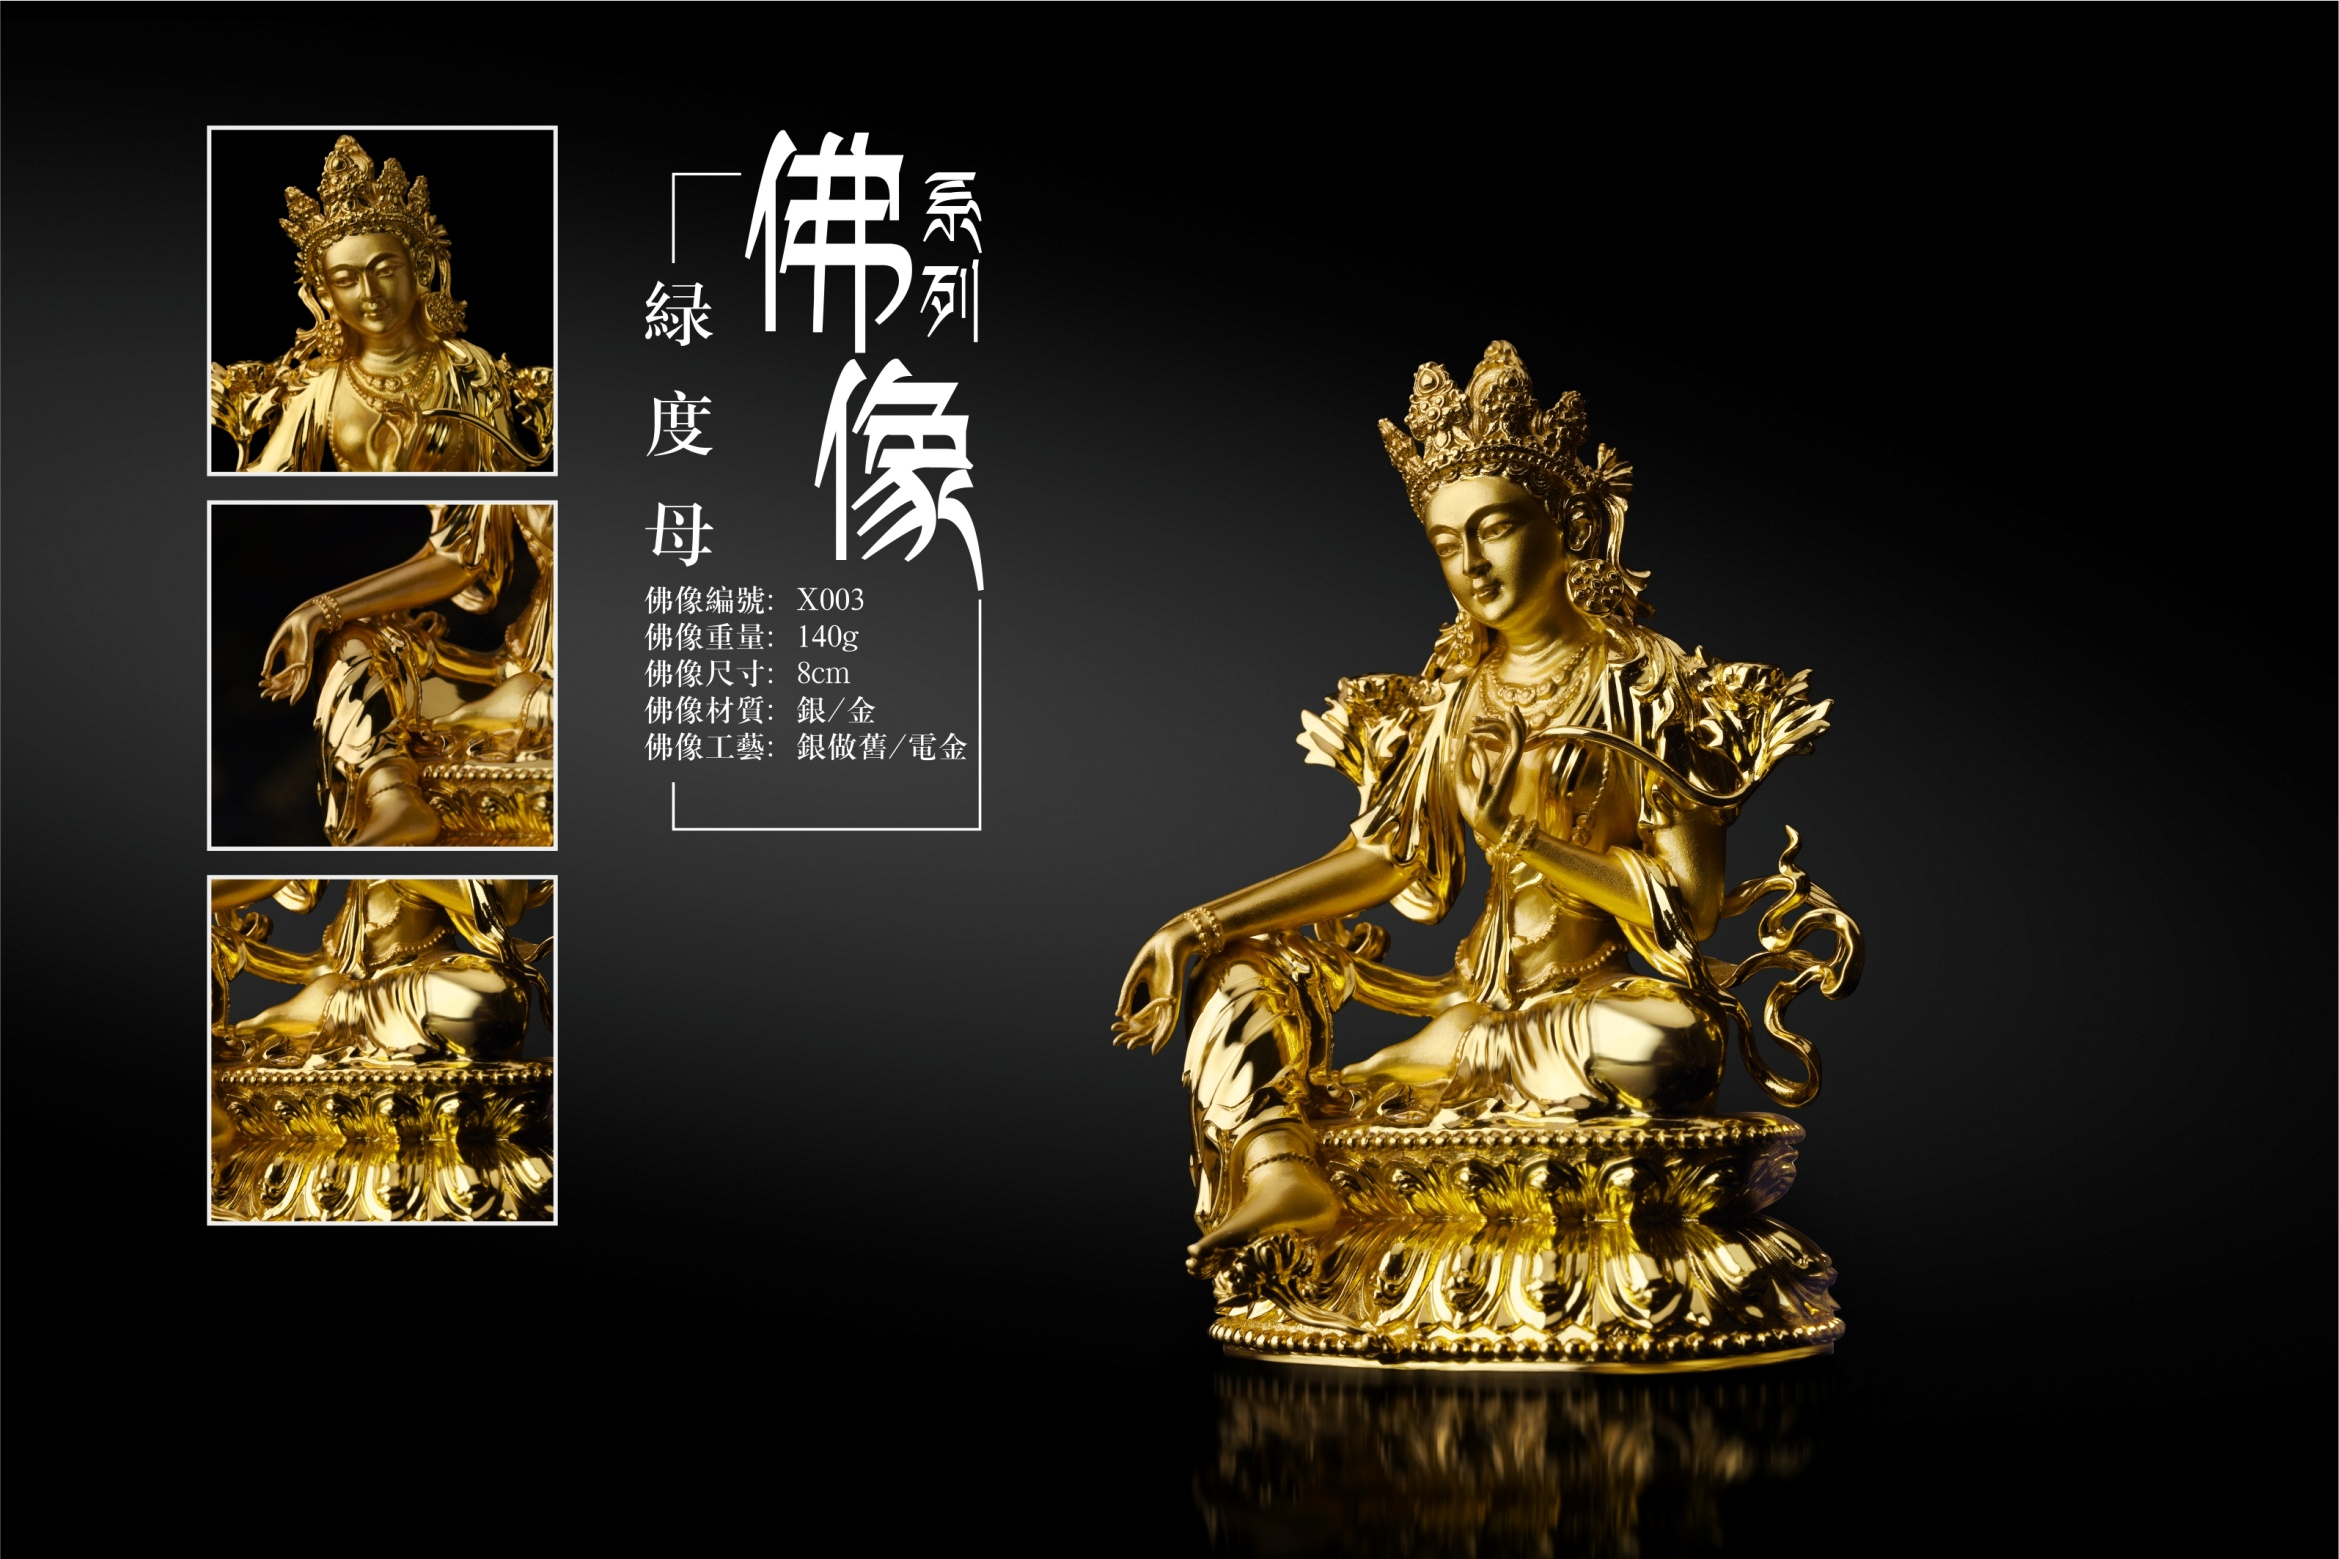 佛像
系列
緑度母
佛像編號： X003
佛像重量： 140g
佛像尺寸： 8cm
佛像材質： 銀/金
佛像工藝： 銀做舊/電金